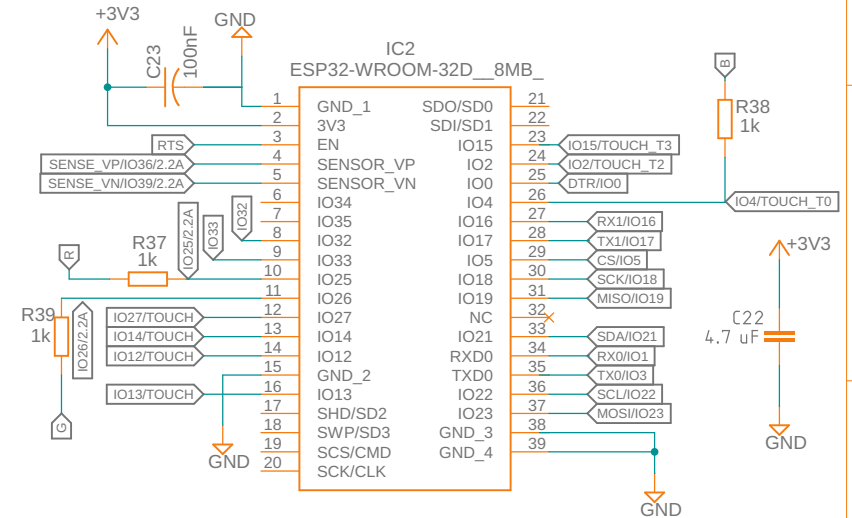 +3V3
GND
C23
100nF
IC2
ESP32-WROOM-32D__8MB_
1 GND_1
2 3V3
RTS 3 EN
SENSE_VP/IO36/2.2A 4 SENSOR_VP
SENSE_VN/IO39/2.2A 5 SENSOR_VN
6 IO34
7 IO35
IO32 8 IO32
IO33 9 IO33
R R37 1k IO25/2.2A 10 IO25
11 IO26
R39
1k
IO26/2.2A
G
IO27/TOUCH 12 IO27
IO14/TOUCH 13 IO14
IO12/TOUCH 14 IO12
15 GND_2
IO13/TOUCH 16 IO13
17 SHD/SD2
18 SWP/SD3
19 SCS/CMD
20 SCK/CLK
GND
SDO/SD0 21
SDI/SD1 22
IO15 23 IO15/TOUCH_T3
IO2 24 IO2/TOUCH_T2
IO0 25 DTR/IO0
IO4 26 IO4/TOUCH_T0
IO16 27 RX1/IO16
IO17 28 TX1/IO17
IO5 29 CS/IO5
IO18 30 SCK/IO18
IO19 31 MISO/IO19
NC 32
IO21 33 SDA/IO21
RXD0 34 RX0/IO1
TXD0 35 TX0/IO3
IO22 36 SCL/IO22
IO23 37 MOSI/IO23
GND_3 38
GND_4 39
GND
B
R38
1k
+3V3
C22
4.7 uF
GND